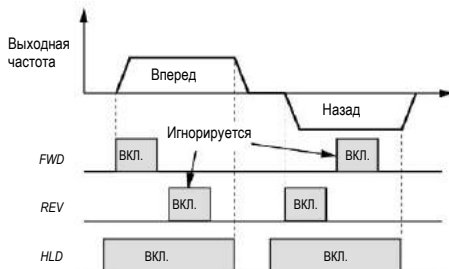 Выходная
частота
Вперед
Назад
Игнорируется
FWD
ВКЛ.
ВКЛ.
REV
ВКЛ.
ВКЛ.
HLD
ВКЛ.
ВКЛ.